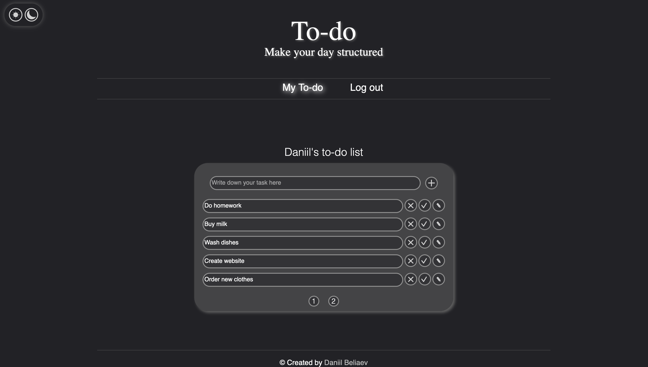 To-do
Make your day structured
My To-do Log out
Daniil's to-do list
Write down your task here
Do homework
Buy milk
Wash dishes
Create website
Order new clothes
1 2
© Created by Daniil Beliaev